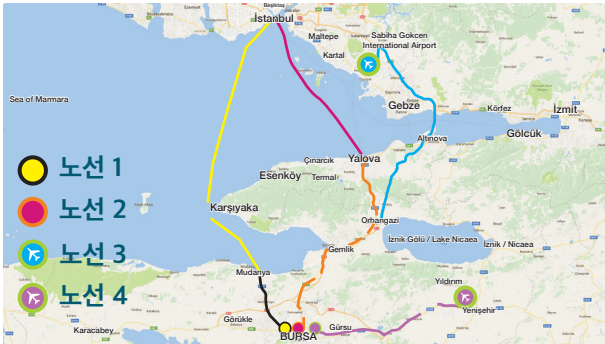 Beşiktaş
İstanbul
Maltepe
Sabiha Gokcen
International Airport
Kartal
Sea of Marmara
Gebze
Körfez
İzmit
Altınova
Gölcük
Çınarcık
Yalova
Esenköy
Termal
노선 1
노선 2
노선 3
노선 4
Karşıyaka
Orhangazi
İznik Gölü / Lake Nicaea
İznik / Nicaea
Gemlik
Mudanya
Yıldırım
Yenişehir
Görükle
Gürsu
Karacabey
BURSA